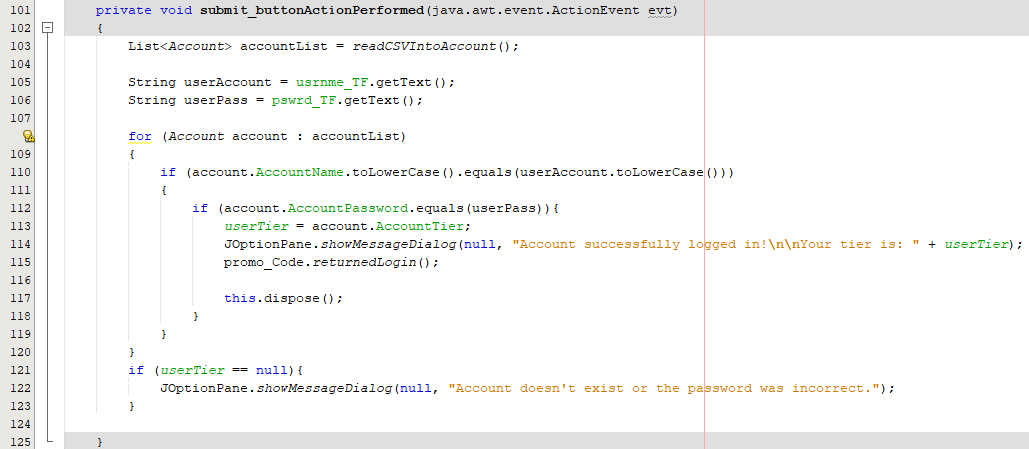 101 private void submit_buttonActionPerformed(java.awt.event.ActionEvent evt)
102 {
103 List<Account> accountList = readCSVIntoAccount();
104
105 String userAccount = usrnme_TF.getText();
106 String userPass = pswrd_TF.getText();
107
for (Account account : accountList)
109 {
110 if (account.AccountName.toLowerCase().equals(userAccount.toLowerCase()))
111 {
112 if (account.AccountPassword.equals(userPass)){
113 userTier = account.AccountTier;
114 JOptionPane.showMessageDialog(null, "Account successfully logged in!\n\nYour tier is: " + userTier);
115 promo_Code.returnedLogin();
116
117 this.dispose();
118 }
119 }
120 }
121 if (userTier == null){
122 JOptionPane.showMessageDialog(null, "Account doesn't exist or the password was incorrect.");
123 }
124
125 }